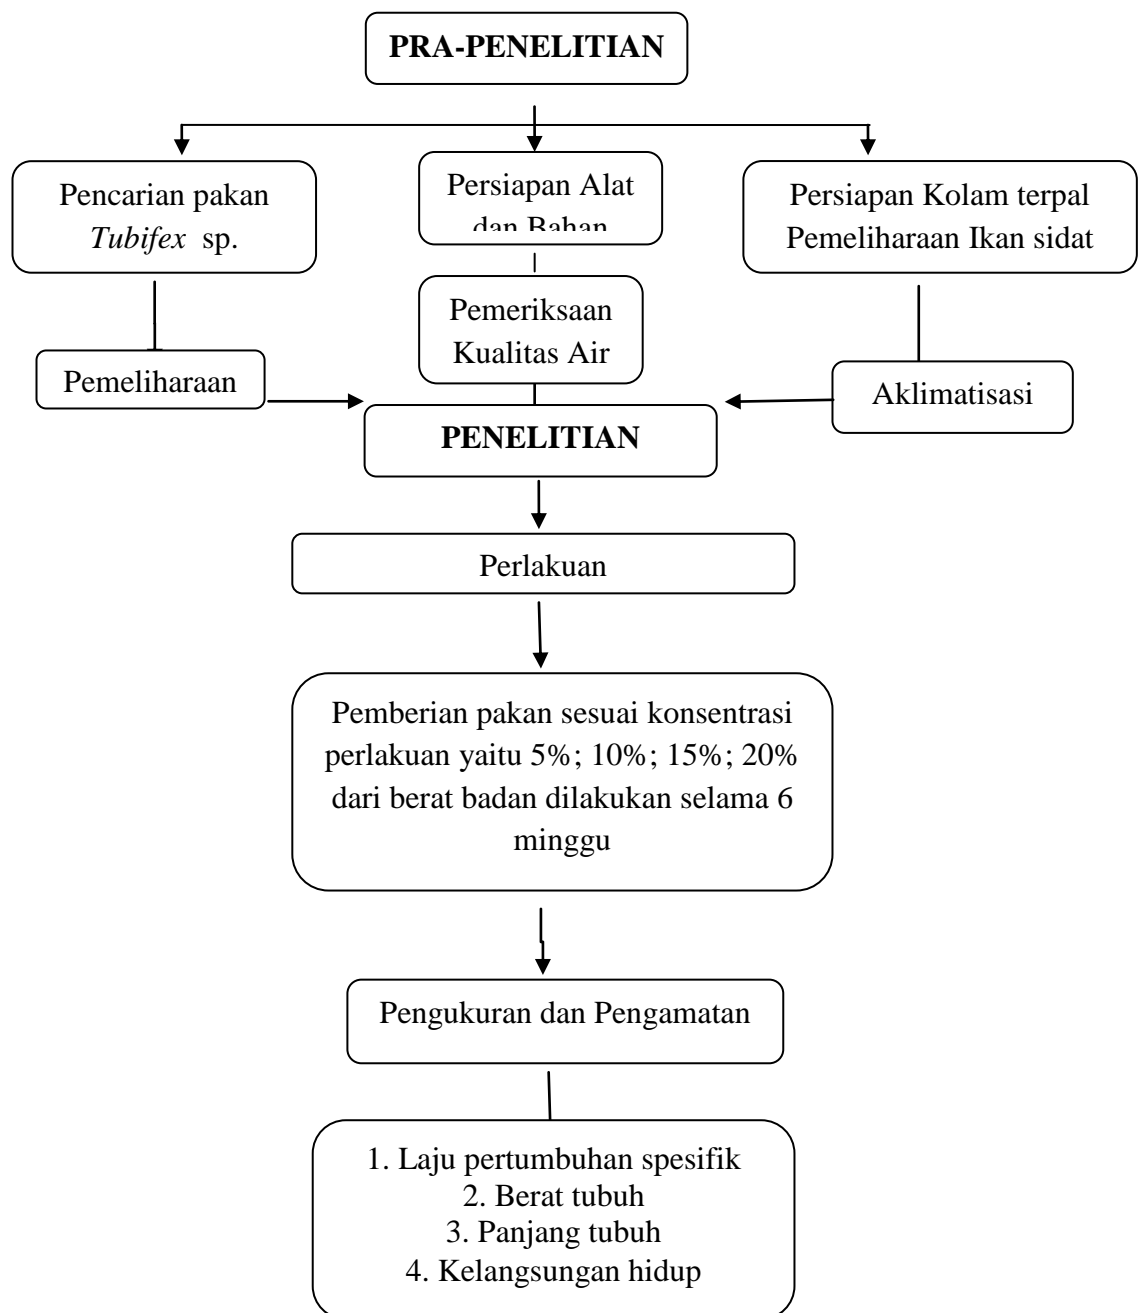 PRA-PENELITIAN
Pencarian pakan
Tubifex sp.
Persiapan Alat
dan Bahan
Persiapan Kolam terpal
Pemeliharaan Ikan sidat
Pemeriksaan
Kualitas Air
Pemeliharaan
Aklimatisasi
PENELITIAN
Perlakuan
Pemberian pakan sesuai konsentrasi
perlakuan yaitu 5%; 10%; 15%; 20%
dari berat badan dilakukan selama 6
minggu
Pengukuran dan Pengamatan
1. Laju pertumbuhan spesifik
2. Berat tubuh
3. Panjang tubuh
4. Kelangsungan hidup